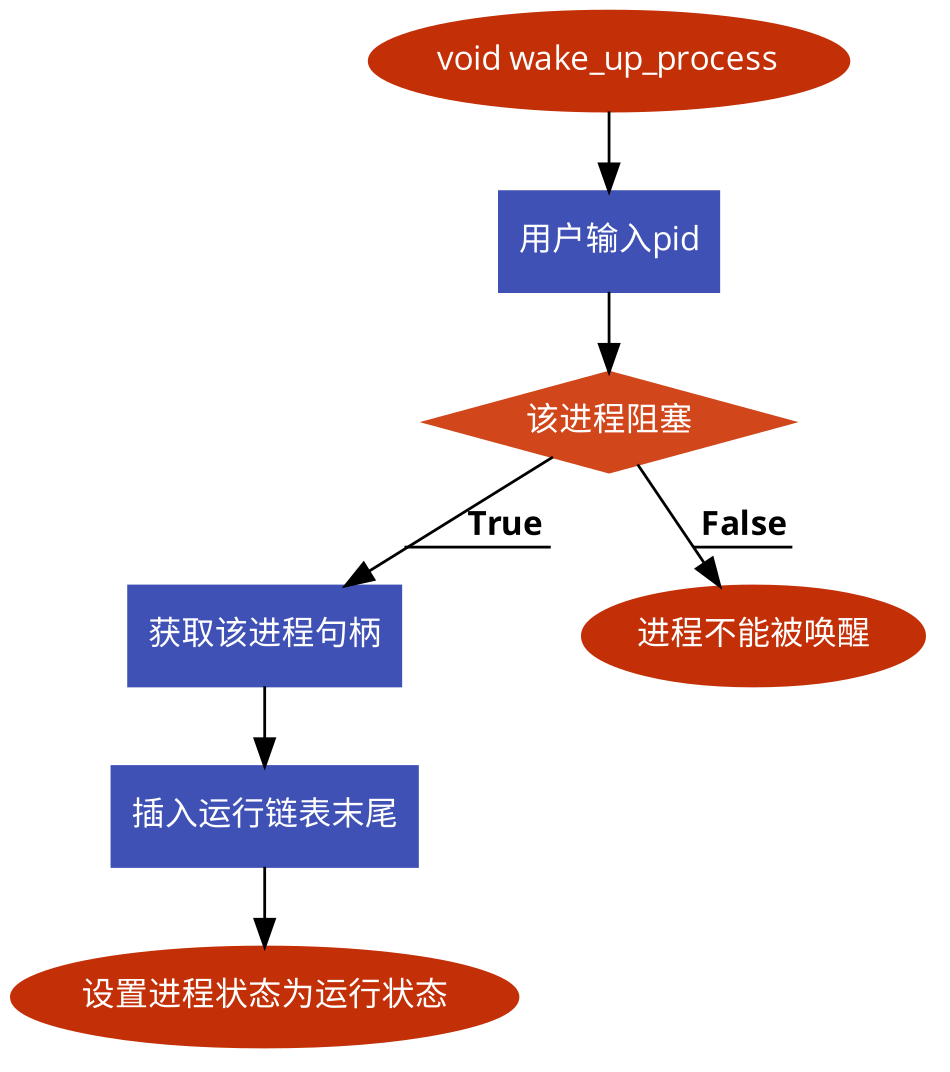 void wake_up_process
用户输入pid
该进程阻塞
True
False
获取该进程句柄
进程不能被唤醒
插入运行链表末尾
设置进程状态为运行状态